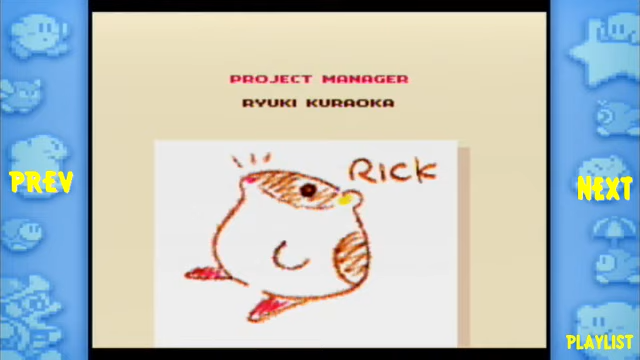 PROJECT MANAGER
RYUKI KURAOKA
RICK
PREV
NEXT
PLAYLIST